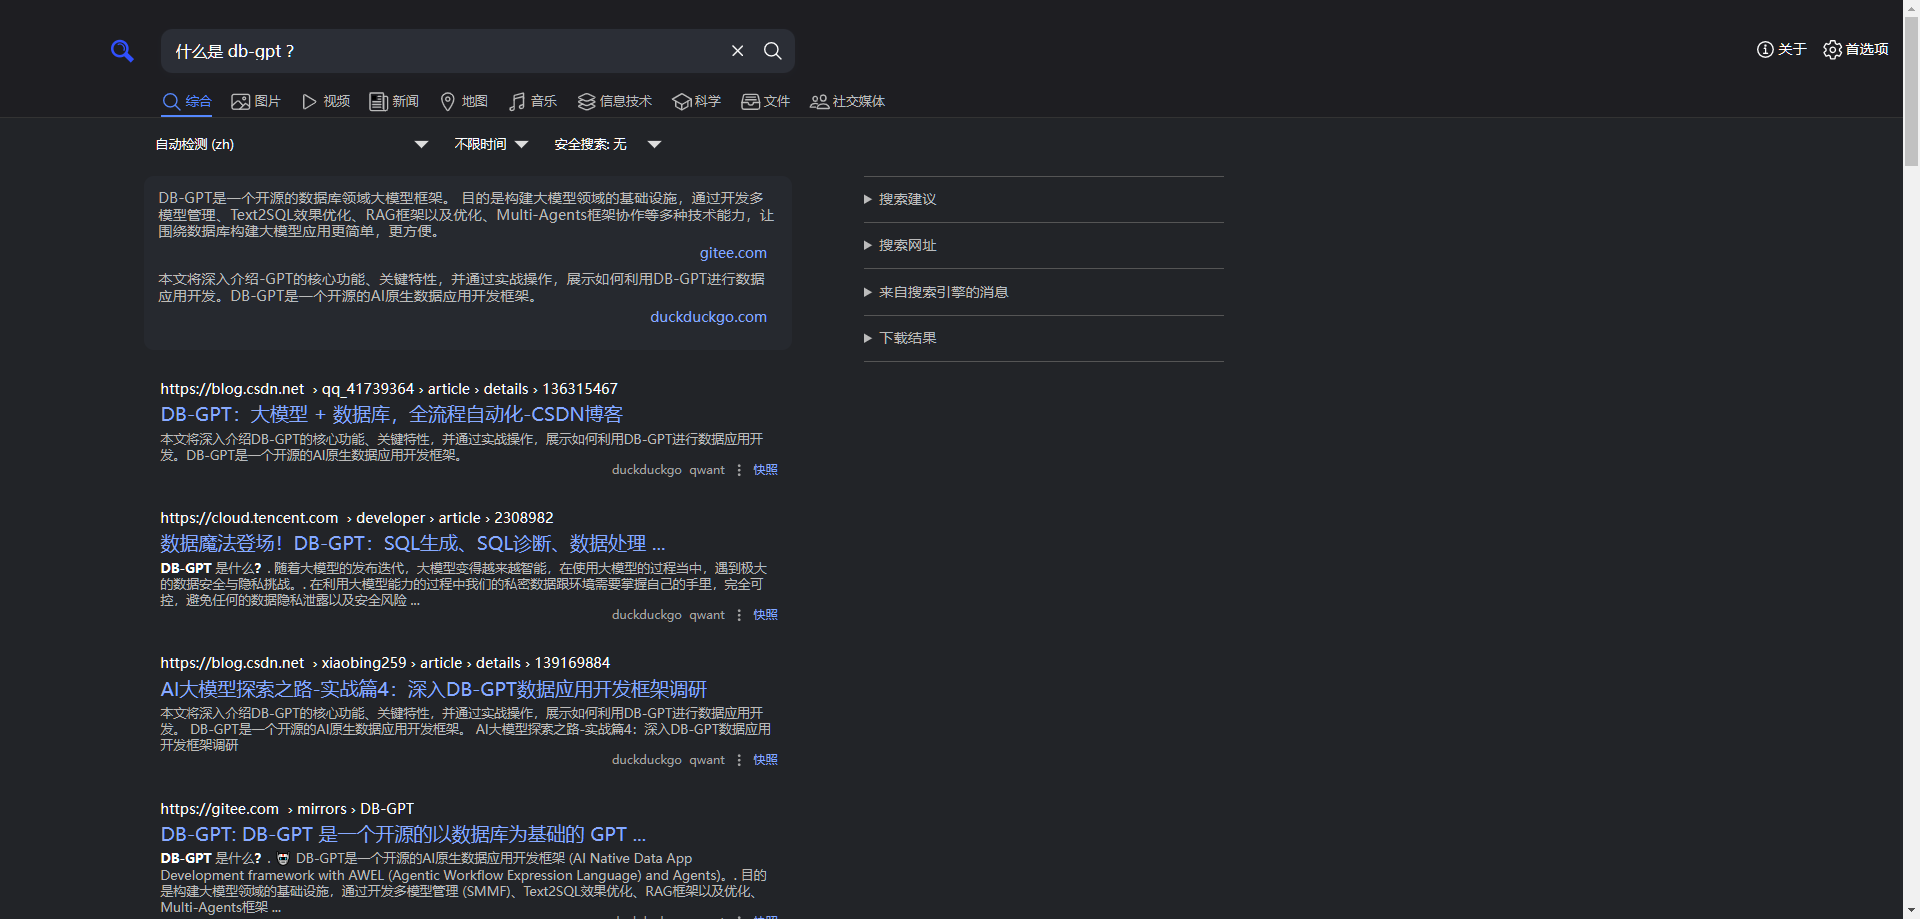 什么是 db-gpt ?
关于
首选项
综合
图片
视频
新闻
地图
音乐
信息技术
科学
文件
社交媒体
自动检测 (zh)
不限时间
安全搜索: 无
DB-GPT是一个开源的数据库领域大模型框架。 目的是构建大模型领域的基础设施，通过开发多
模型管理、Text2SQL效果优化、RAG框架以及优化、Multi-Agents框架协作等多种技术能力，让
围绕数据库构建大模型应用更简单，更方便。
gitee.com
本文将深入介绍-GPT的核心功能、关键特性，并通过实战操作，展示如何利用DB-GPT进行数据
应用开发。DB-GPT是一个开源的AI原生数据应用开发框架。
duckduckgo.com
搜索建议
搜索网址
来自搜索引擎的消息
下载结果
https://blog.csdn.net › qq_41739364 › article › details › 136315467
DB-GPT：大模型 + 数据库，全流程自动化-CSDN博客
本文将深入介绍DB-GPT的核心功能、关键特性，并通过实战操作，展示如何利用DB-GPT进行数据应用开
发。DB-GPT是一个开源的AI原生数据应用开发框架。
duckduckgo qwant ⋮ 快照
https://cloud.tencent.com › developer › article › 2308982
数据魔法登场！DB-GPT：SQL生成、SQL诊断、数据处理 ...
DB-GPT 是什么? . 随着大模型的发布迭代，大模型变得越来越智能，在使用大模型的过程当中，遇到极大
的数据安全与隐私挑战。. 在利用大模型能力的过程中我们的私密数据跟环境需要掌握自己的手里，完全可
控，避免任何的数据隐私泄露以及安全风险 ...
duckduckgo qwant ⋮ 快照
https://blog.csdn.net › xiaobing259 › article › details › 139169884
AI大模型探索之路-实战篇4：深入DB-GPT数据应用开发框架调研
本文将深入介绍DB-GPT的核心功能、关键特性，并通过实战操作，展示如何利用DB-GPT进行数据应用开
发。 DB-GPT是一个开源的AI原生数据应用开发框架。 AI大模型探索之路-实战篇4：深入DB-GPT数据应用
开发框架调研
duckduckgo qwant ⋮ 快照
https://gitee.com › mirrors › DB-GPT
DB-GPT: DB-GPT 是一个开源的以数据库为基础的 GPT ...
DB-GPT 是什么? . DB-GPT是一个开源的AI原生数据应用开发框架 (AI Native Data App
Development framework with AWEL (Agentic Workflow Expression Language) and Agents)。. 目的
是构建大模型领域的基础设施，通过开发多模型管理 (SMMF)、Text2SQL效果优化、RAG框架以及优化、
Multi-Agents框架 ...